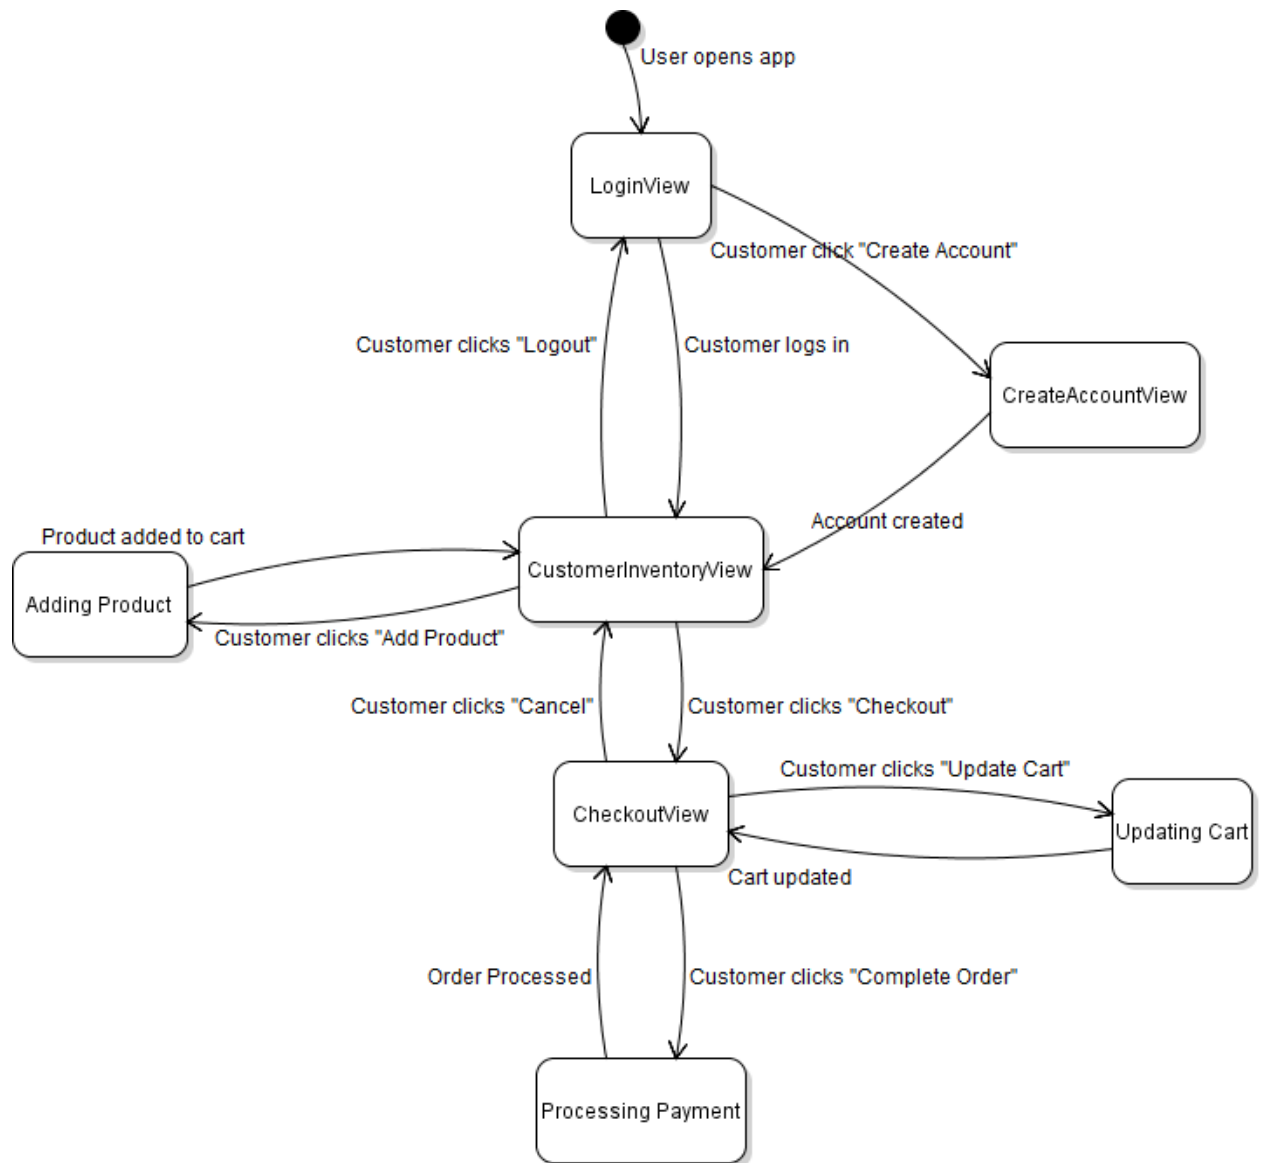 User opens app
LoginView
Customer click "Create Account"
Customer clicks "Logout"
Customer logs in
CreateAccountView
Account created
Product added to cart
CustomerInventoryView
Adding Product
Customer clicks "Add Product"
Customer clicks "Cancel"
Customer clicks "Checkout"
Customer clicks "Update Cart"
CheckoutView
Updating Cart
Cart updated
Order Processed
Customer clicks "Complete Order"
Processing Payment